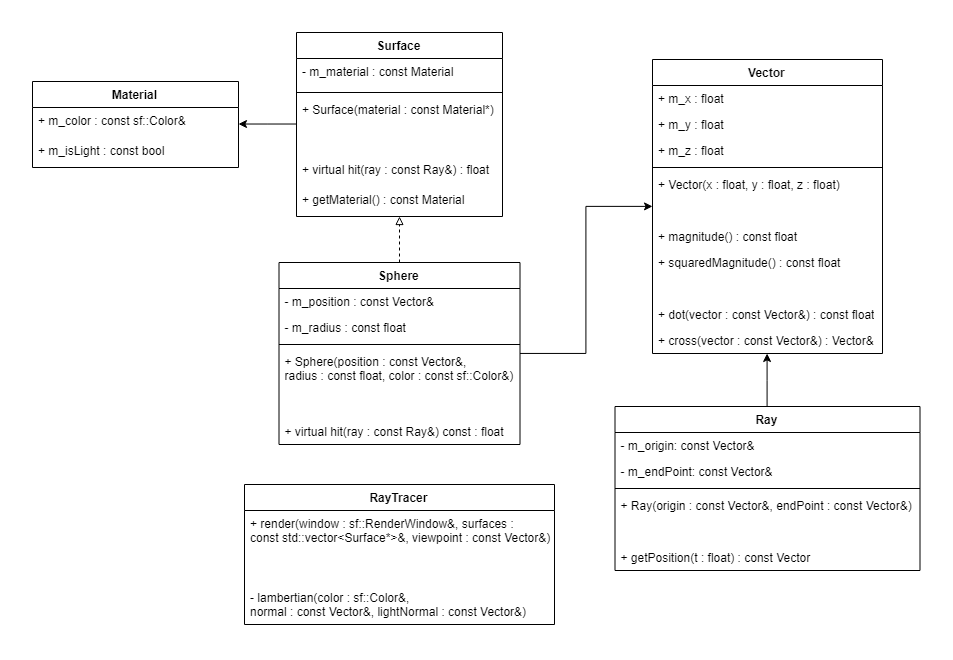 Surface
- m_material : const Material
+ Surface(material : const Material*)
+ virtual hit(ray : const Ray&) : float
+ getMaterial() : const Material
Material
+ m_color : const sf::Color&
+ m_isLight : const bool
Vector
+ m_x : float
+ m_y : float
+ m_z : float
+ Vector(x : float, y : float, z : float)
+ magnitude() : const float
+ squaredMagnitude() : const float
+ dot(vector : const Vector&) : const float
+ cross(vector : const Vector&) : Vector&
Sphere
- m_position : const Vector&
- m_radius : const float
+ Sphere(position : const Vector&,
radius : const float, color : const sf::Color&)
+ virtual hit(ray : const Ray&) const : float
Ray
- m_origin: const Vector&
- m_endPoint: const Vector&
+ Ray(origin : const Vector&, endPoint : const Vector&)
+ getPosition(t : float) : const Vector
RayTracer
+ render(window : sf::RenderWindow&, surfaces :
const std::vector<Surface*>&, viewpoint : const Vector&)
- lambertian(color : sf::Color&,
normal : const Vector&, lightNormal : const Vector&)